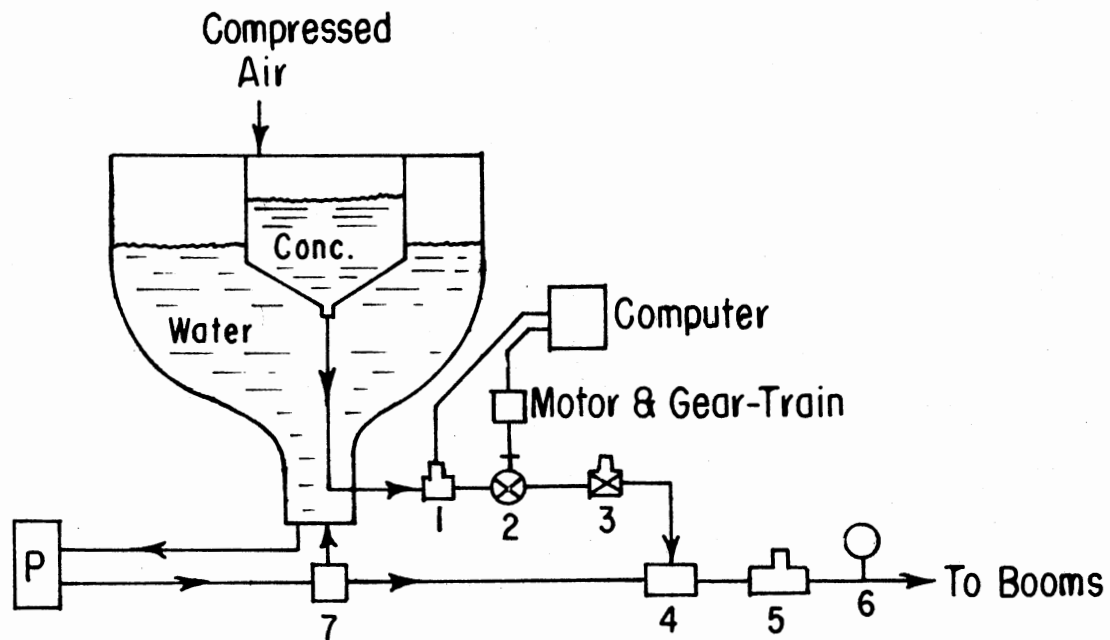 Compressed
Air
Conc.
Water
Computer
Motor & Gear-Train
1
2
3
P
7
4
5
6
To Booms